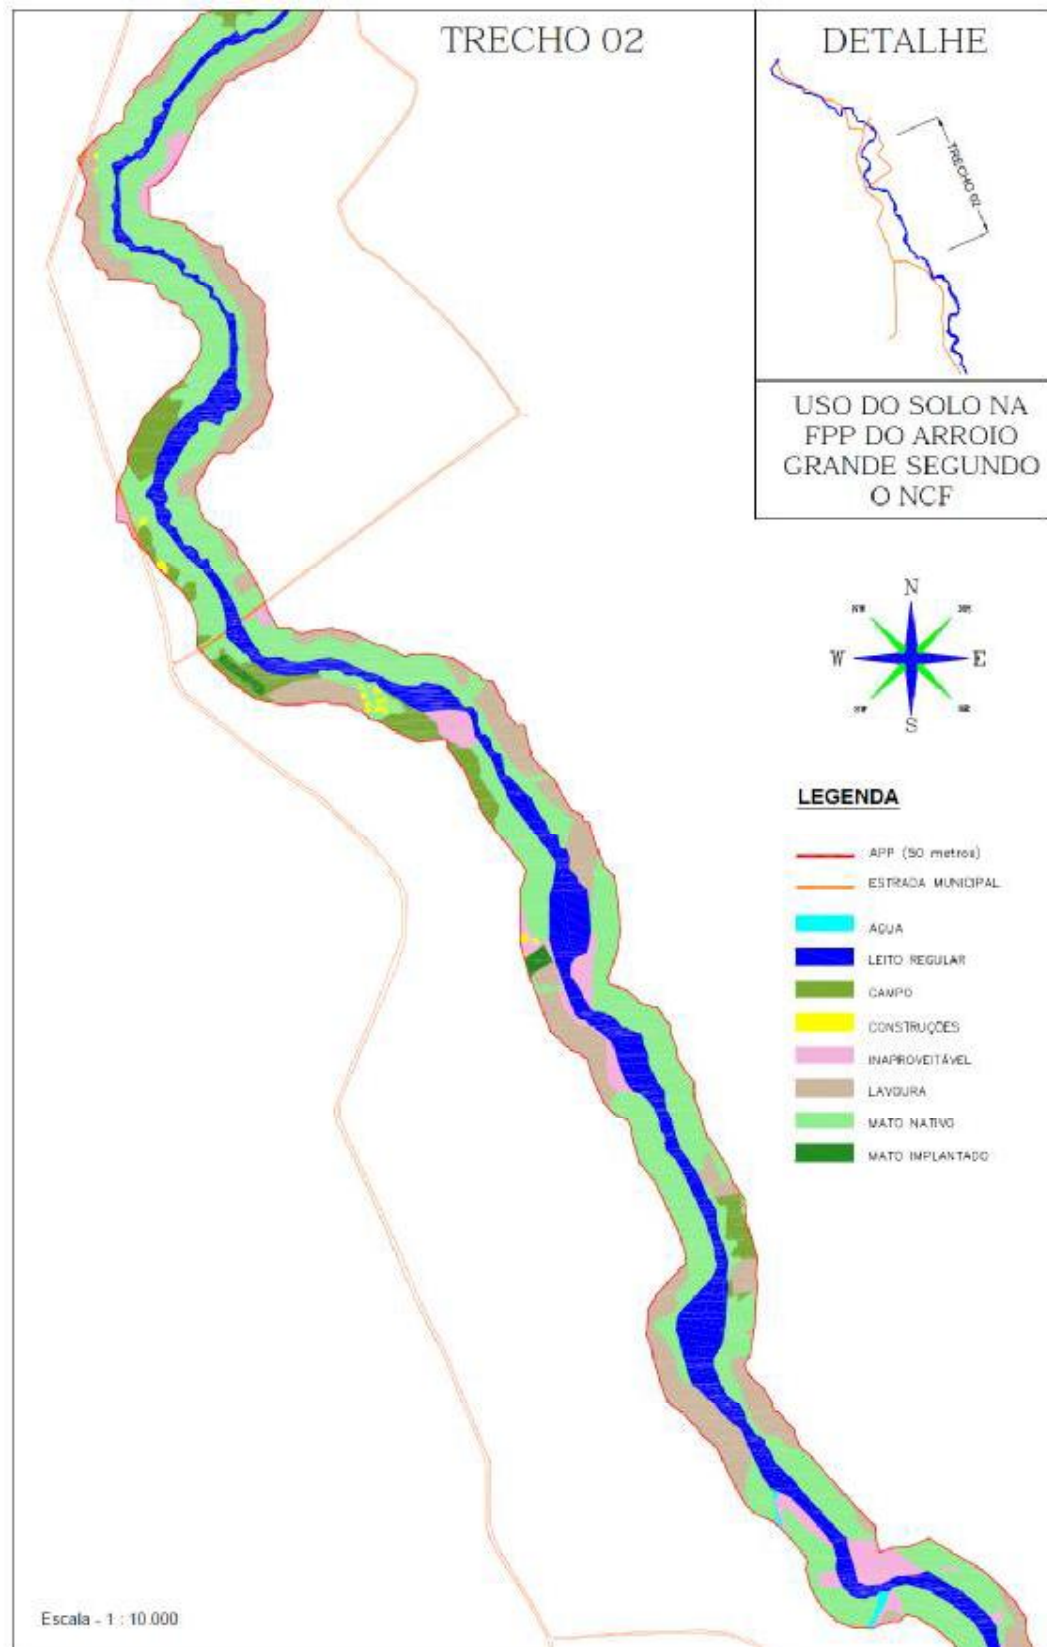 TRECHO 02
DETALHE
TRECHO 02
USO DO SOLO NA
FPP DO ARROIO
GRANDE SEGUNDO
O NCF
N
W
E
S
LEGENDA
APP (50 metros)
ESTRADA MUNICIPAL
AGUA
LEITO REGULAR
CAMPO
CONSTRUÇÕES
INAPROVEITÁVEL
LAVOURA
MATO NATIVO
MATO IMPLANTADO
Escala - 1 : 10.000